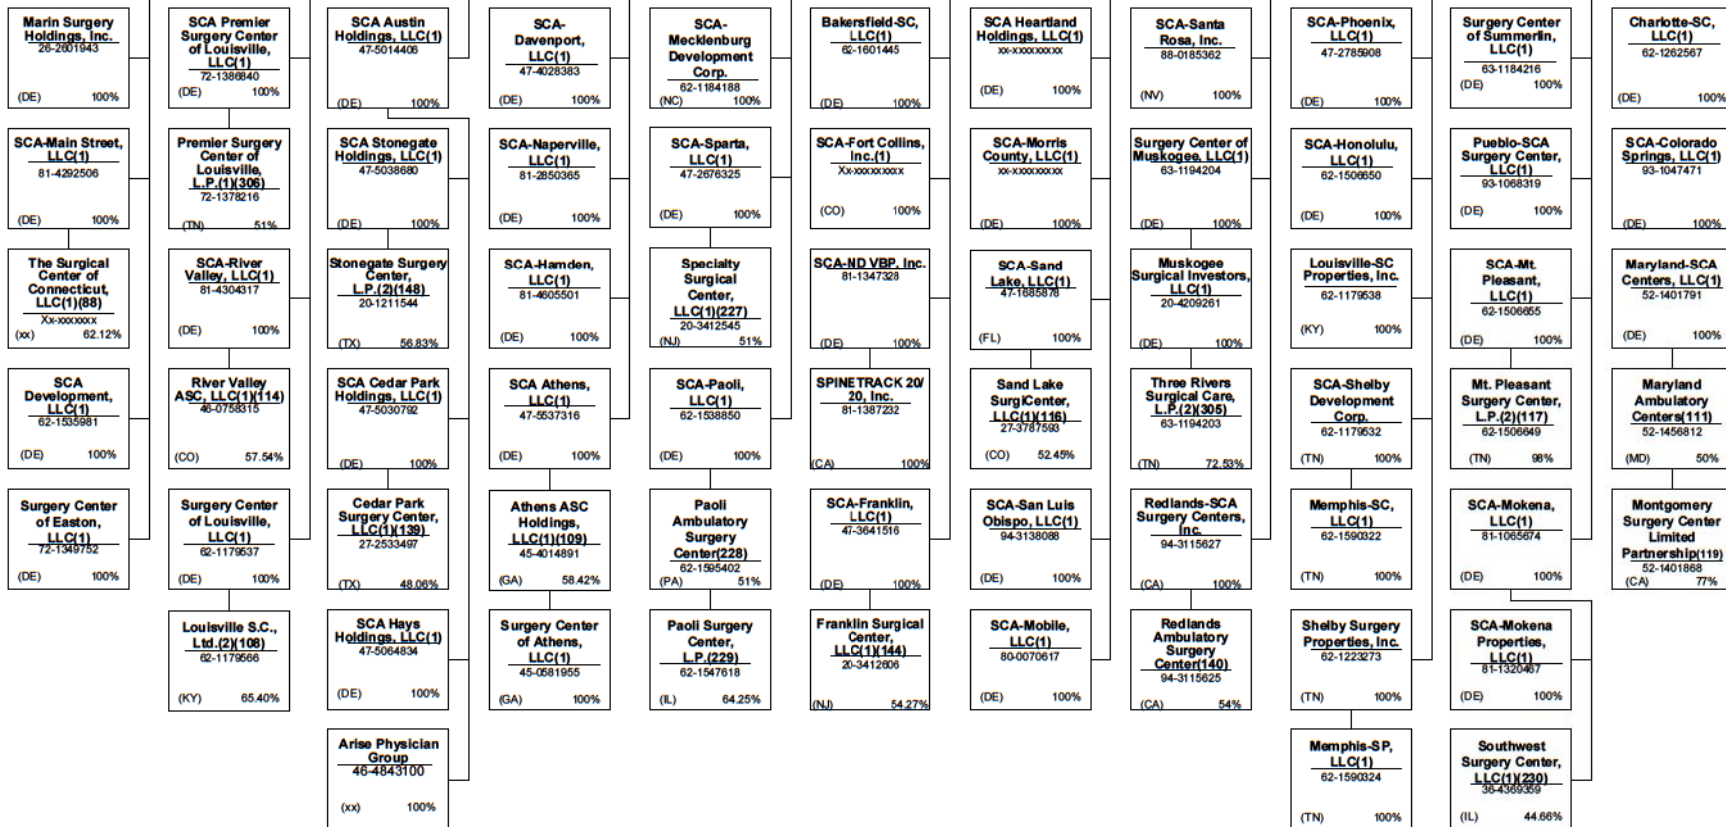 Marin Surgery
Holdings, Inc.
26-2601943
(DE) 100%
SCA-Main Street,
LLC(1)
81-4292506
(DE) 100%
The Surgical
Center of
Connecticut,
LLC(1)(88)
Xx-xxxxxxx
(xx) 62.12%
SCA
Development,
LLC(1)
62-1535981
(DE) 100%
Surgery Center
of Easton,
LLC(1)
72-1349752
(DE) 100%
SCA Premier
Surgery Center
of Louisville,
LLC(1)
72-1386840
(DE) 100%
Premier Surgery
Center of
Louisville,
L.P.(1)(306)
72-1378216
(TN) 51%
SCA-River
Valley, LLC(1)
81-4304317
(DE) 100%
River Valley
ASC, LLC(1)(114)
46-0758315
(CO) 57.54%
Surgery Center
of Louisville,
LLC(1)
62-1179537
(DE) 100%
Louisville S.C.,
Ltd.(2)(108)
62-1179566
(KY) 65.40%
SCA Austin
Holdings, LLC(1)
47-5014406
(DE) 100%
SCA Stonegate
Holdings, LLC(1)
47-5038680
(DE) 100%
Stonegate Surgery
Center,
L.P.(2)(148)
20-1211544
(TX) 56.83%
SCA Cedar Park
Holdings, LLC(1)
47-5030792
(DE) 100%
Cedar Park
Surgery Center,
LLC(1)(139)
27-2533497
(TX) 48.06%
SCA Hays
Holdings, LLC(1)
47-5064834
(DE) 100%
Arise Physician
Group
46-4843100
(xx) 100%
SCA-
Davenport,
LLC(1)
47-4028383
(DE) 100%
SCA-Naperville,
LLC(1)
81-2850365
(DE) 100%
SCA-Hamden,
LLC(1)
81-4605501
(DE) 100%
SCA Athens,
LLC(1)
47-5537316
(DE) 100%
Athens ASC
Holdings,
LLC(1)(109)
45-4014891
(GA) 58.42%
Surgery Center
of Athens,
LLC(1)
45-0581955
(GA) 100%
SCA-
Mecklenburg
Development
Corp.
62-1184188
(NC) 100%
SCA-Sparta,
LLC(1)
47-2676325
(DE) 100%
Specialty
Surgical
Center,
LLC(1)(227)
20-3412545
(NJ) 51%
SCA-Paoli,
LLC(1)
62-1538850
(DE) 100%
Paoli
Ambulatory
Surgery
Center(228)
62-1595402
(PA) 51%
Paoli Surgery
Center,
L.P.(229)
62-1547618
(IL) 64.25%
Bakersfield-SC,
LLC(1)
62-1601445
(DE) 100%
SCA-Fort Collins,
Inc.(1)
Xx-xxxxxxxxx
(CO) 100%
SCA-ND VBP, Inc.
81-1347328
(DE) 100%
SPINETRACK 20/
20, Inc.
81-1387232
(CA) 100%
SCA-Franklin,
LLC(1)
47-3641516
(DE) 100%
Franklin Surgical
Center,
LLC(1)(144)
20-3412606
(NJ) 54.27%
SCA Heartland
Holdings, LLC(1)
xx-xxxxxxxxx
(DE) 100%
SCA-Morris
County, LLC(1)
xx-xxxxxxxxx
(DE) 100%
SCA-Sand
Lake, LLC(1)
47-1685878
(FL) 100%
Sand Lake
SurgiCenter,
LLC(1)(116)
27-3787593
(CO) 52.45%
SCA-San Luis
Obispo, LLC(1)
94-3138088
(DE) 100%
SCA-Mobile,
LLC(1)
80-0070617
(DE) 100%
SCA-Santa
Rosa, Inc.
88-0185362
(NV) 100%
Surgery Center of
Muskogee, LLC(1)
63-1194204
(DE) 100%
Muskogee
Surgical Investors,
LLC(1)
20-4209261
(DE) 100%
Three Rivers
Surgical Care,
L.P.(2)(305)
63-1194203
(TN) 72.53%
Redlands-SCA
Surgery Centers,
Inc.
94-3115627
(CA) 100%
Redlands
Ambulatory
Surgery
Center(140)
94-3115625
(CA) 54%
SCA-Phoenix,
LLC(1)
47-2785908
(DE) 100%
SCA-Honolulu,
LLC(1)
62-1506650
(DE) 100%
Louisville-SC
Properties, Inc.
62-1179538
(KY) 100%
SCA-Shelby
Development
Corp.
62-1179532
(TN) 100%
Memphis-SC,
LLC(1)
62-1590322
(TN) 100%
Shelby Surgery
Properties, Inc.
62-1223273
(TN) 100%
Memphis-SP,
LLC(1)
62-1590324
(TN) 100%
Surgery Center
of Summerlin,
LLC(1)
63-1184216
(DE) 100%
Pueblo-SCA
Surgery Center,
LLC(1)
93-1068319
(DE) 100%
SCA-Mt.
Pleasant,
LLC(1)
62-1506655
(DE) 100%
Mt. Pleasant
Surgery Center,
L.P.(2)(117)
62-1506649
(TN) 98%
SCA-Mokena,
LLC(1)
81-1065674
(DE) 100%
SCA-Mokena
Properties,
LLC(1)
81-1320467
(DE) 100%
Southwest
Surgery Center,
LLC(1)(230)
36-4369359
(IL) 44.66%
Charlotte-SC,
LLC(1)
62-1262567
(DE) 100%
SCA-Colorado
Springs, LLC(1)
93-1047471
(DE) 100%
Maryland-SCA
Centers, LLC(1)
52-1401791
(DE) 100%
Maryland
Ambulatory
Centers(111)
52-1456812
(MD) 50%
Montgomery
Surgery Center
Limited
Partnership(119)
52-1401868
(CA) 77%